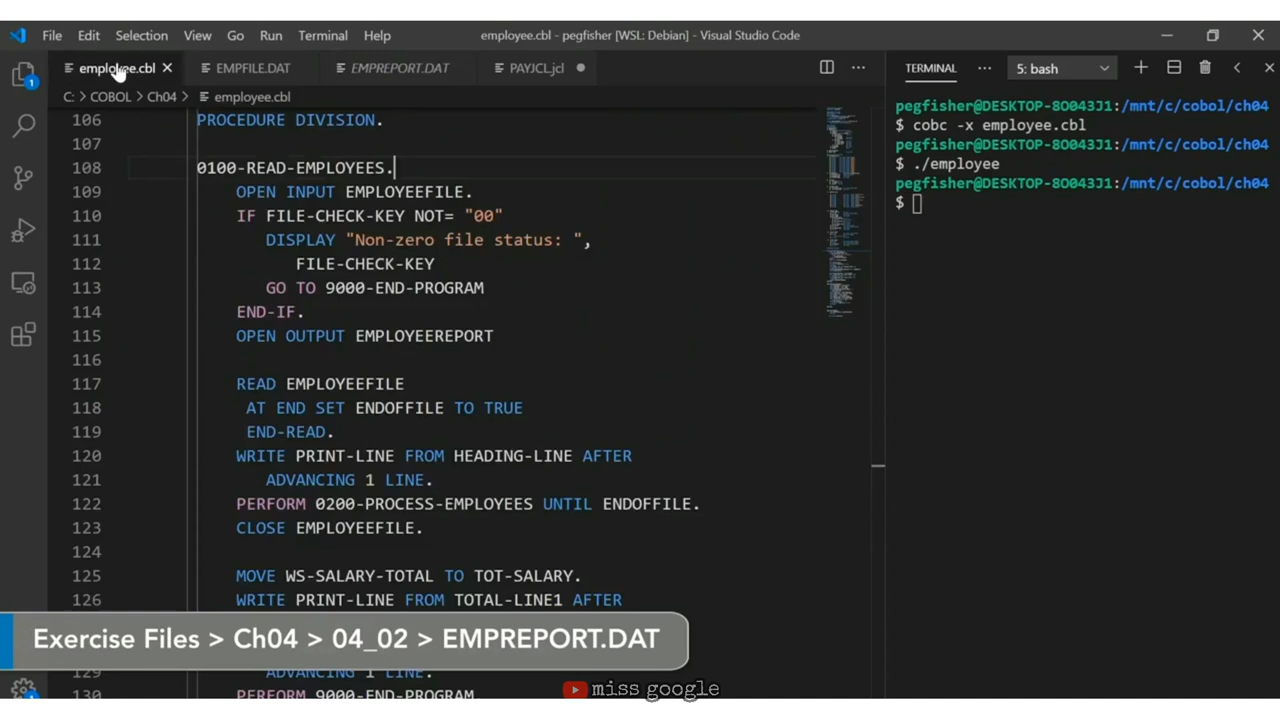 File Edit Selection View Go Run Terminal Help employee.cbl - pegfisher [WSL: Debian] - Visual Studio Code
employee.cbl EMPFILE.DAT EMPREPORT.DAT PAYJCL.jcl
C: > COBOL > Ch04 > employee.cbl
106 PROCEDURE DIVISION.
107
108 0100-READ-EMPLOYEES.
109 OPEN INPUT EMPLOYEEFILE.
110 IF FILE-CHECK-KEY NOT= "00"
111 DISPLAY "Non-zero file status: ",
112 FILE-CHECK-KEY
113 GO TO 9000-END-PROGRAM
114 END-IF.
115 OPEN OUTPUT EMPLOYEEREPORT
116
117 READ EMPLOYEEFILE
118 AT END SET ENDOFFILE TO TRUE
119 END-READ.
120 WRITE PRINT-LINE FROM HEADING-LINE AFTER
121 ADVANCING 1 LINE.
122 PERFORM 0200-PROCESS-EMPLOYEES UNTIL ENDOFFILE.
123 CLOSE EMPLOYEEFILE.
124
125 MOVE WS-SALARY-TOTAL TO TOT-SALARY.
126 WRITE PRINT-LINE FROM TOTAL-LINE1 AFTER
129 ADVANCING 1 LINE.
130 PERFORM 9000-END-PROGRAM
TERMINAL 5: bash
pegfisher@DESKTOP-8O043J1:/mnt/c/cobol/ch04
$ cobc -x employee.cbl
pegfisher@DESKTOP-8O043J1:/mnt/c/cobol/ch04
$ ./employee
pegfisher@DESKTOP-8O043J1:/mnt/c/cobol/ch04
$
Exercise Files > Ch04 > 04_02 > EMPREPORT.DAT
miss google
1
1